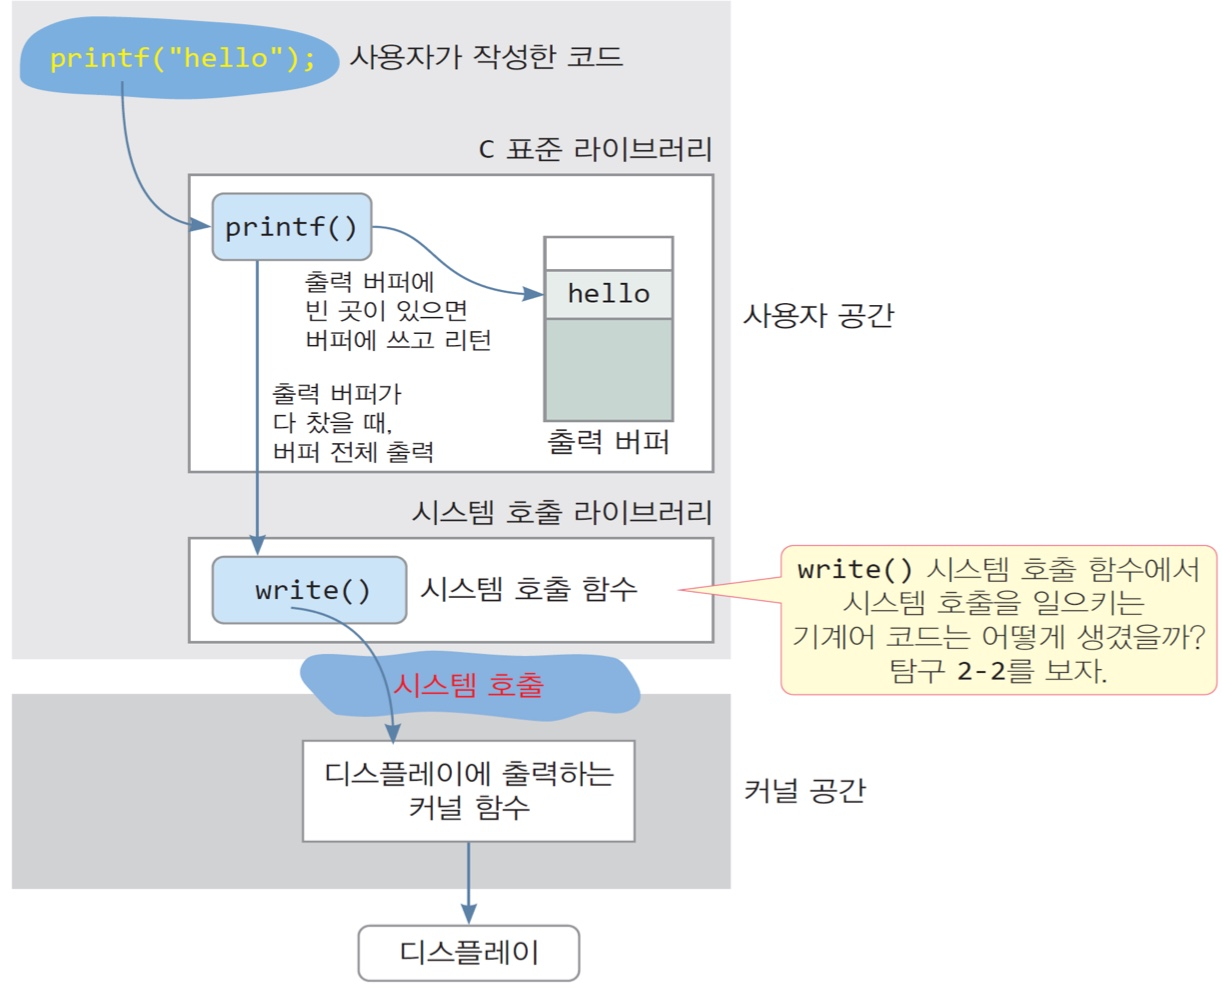 printf("hello");
사용자가 작성한 코드
C 표준 라이브러리
printf()
출력 버퍼에
빈 곳이 있으면
버퍼에 쓰고 리턴
hello
출력 버퍼
출력 버퍼가
다 찼을 때,
버퍼 전체 출력
사용자 공간
시스템 호출 라이브러리
write()
시스템 호출 함수
write() 시스템 호출 함수에서
시스템 호출을 일으키는
기계어 코드는 어떻게 생겼을까?
탐구 2-2를 보자.
시스템 호출
디스플레이에 출력하는
커널 함수
커널 공간
디스플레이